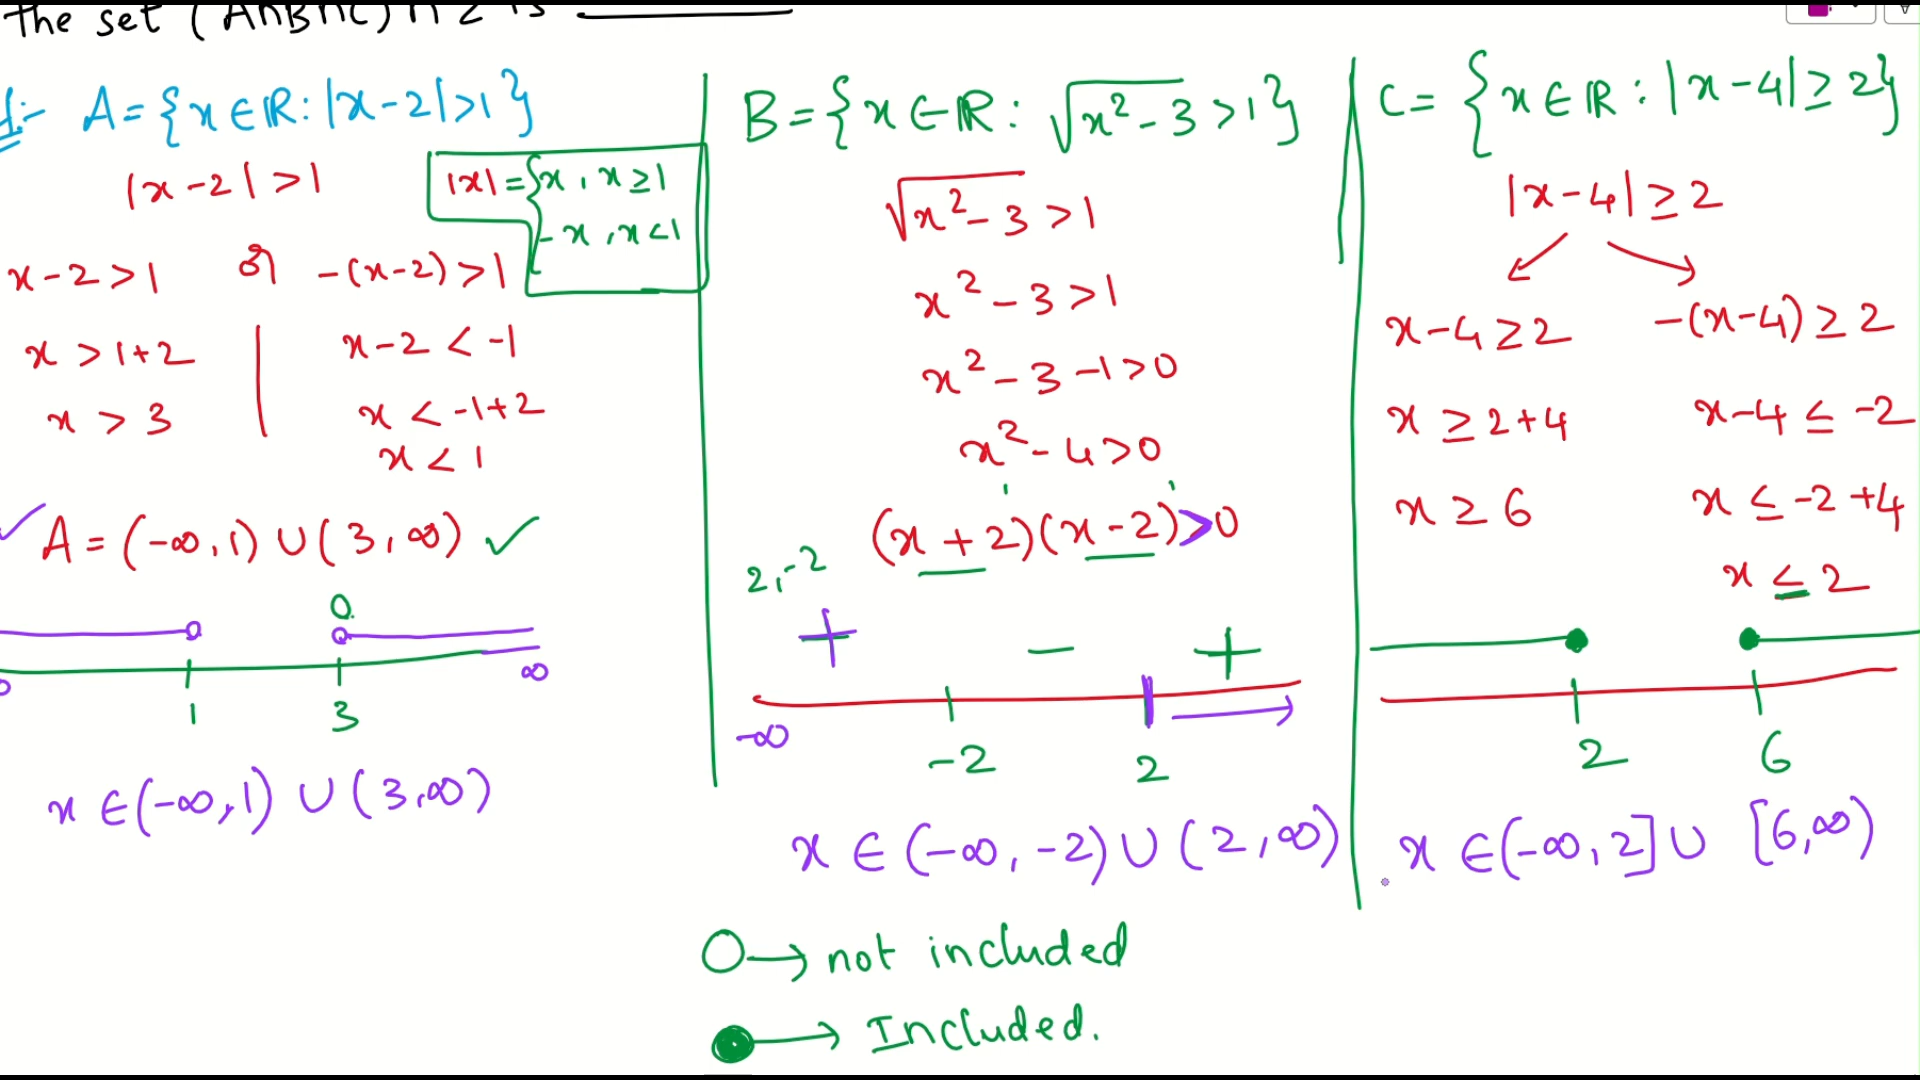 The set (A∩B∩C)∩Z is ______
A={x∈ℝ:|x-2|>1}
|x-2|>1
|x|={x, x≥1
-x, x<1
x-2>1 or -(x-2)>1
x>1+2 x-2<-1
x>3 x<-1+2
x<1
A=(-∞,1)∪(3,∞) ✓
0
∞
1 3
x∈(-∞,1)∪(3,∞)
B={x∈ℝ: √x²-3>1}
√x²-3>1
x²-3>1
x²-3-1>0
x²-4>0
(x+2)(x-2)>0
2,-2
+ - +
-∞ -2 2
x∈(-∞,-2)∪(2,∞)
C={x∈ℝ:|x-4|≥2}
|x-4|≥2
x-4≥2 -(x-4)≥2
x≥2+4 x-4≤-2
x≥6 x≤-2+4
x≤2
2 6
x∈(-∞,2]∪[6,∞)
○→not included
●→Included.